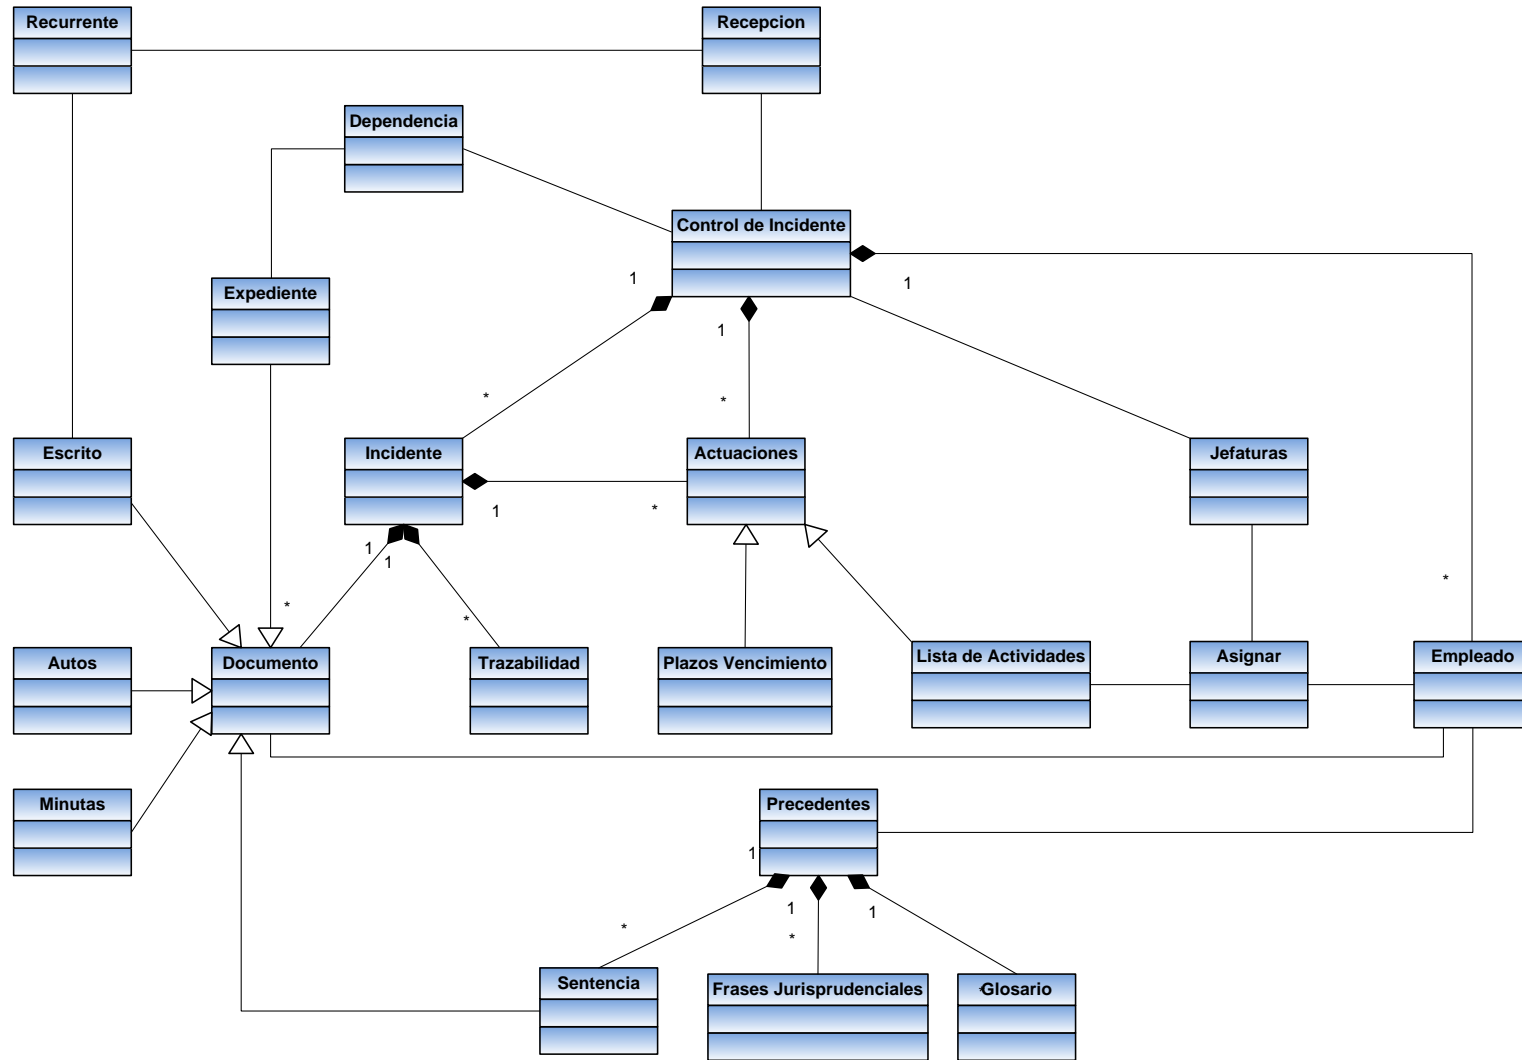 Recurrente
Recepcion
Dependencia
Control de Incidente
1
1
Expediente
1
*
*
Escrito
Incidente
Actuaciones
Jefaturas
1
*
1
1
*
*
*
Autos
Documento
Trazabilidad
Plazos Vencimiento
Lista de Actividades
Asignar
Empleado
Minutas
Precedentes
1
1
1
*
*
Sentencia
Frases Jurisprudenciales
*
Glosario